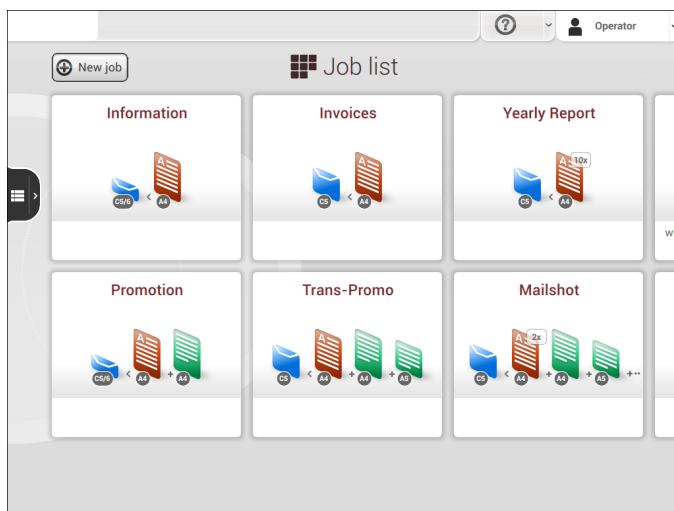 ? Operator
New job
Job list
Information
Invoices
Yearly Report
A 10x
A
A
C5/6 < A4
C5 < A4
C5 < A4
w
Promotion
Trans-Promo
Mailshot
A 2x
A
A
C5/6 < A4 + A4
C5 < A4 + A4 + A5
C5 < A4 + A4 + A5 +••